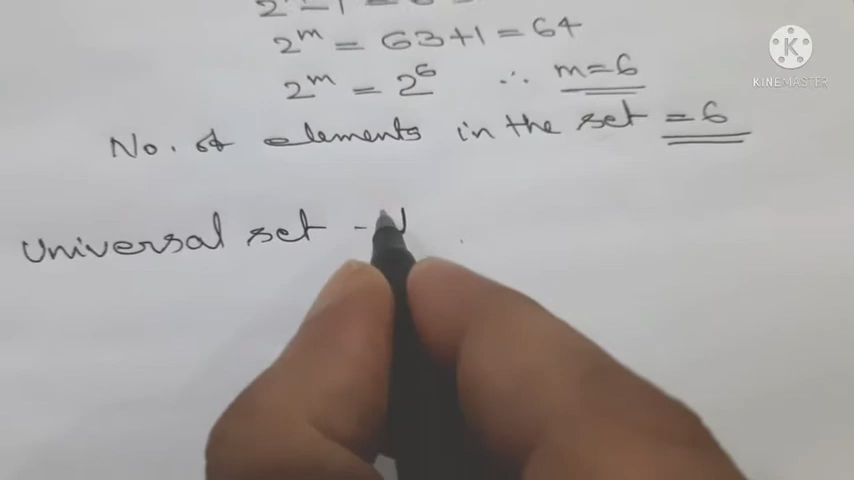 2^m = 63+1 = 64
2^m = 2^6 ∴ m=6
No. of elements in the set = 6
Universal set - U
KINEMASTER